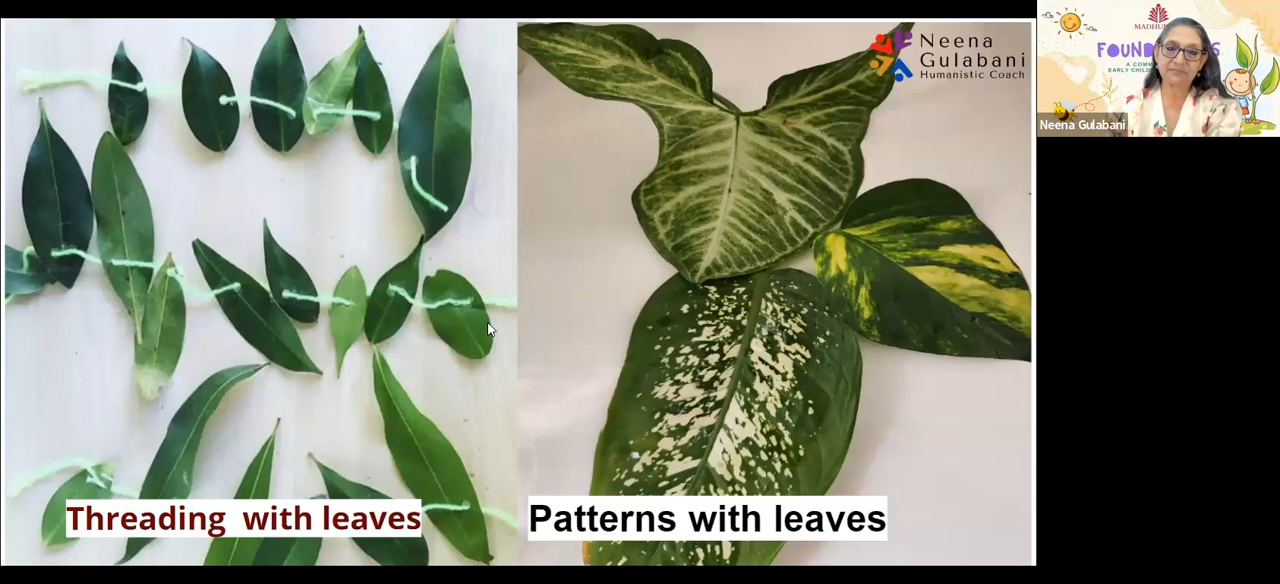 Threading with leaves
Patterns with leaves
Neena
Gulabani
Humanistic Coach
Neena Gulabani